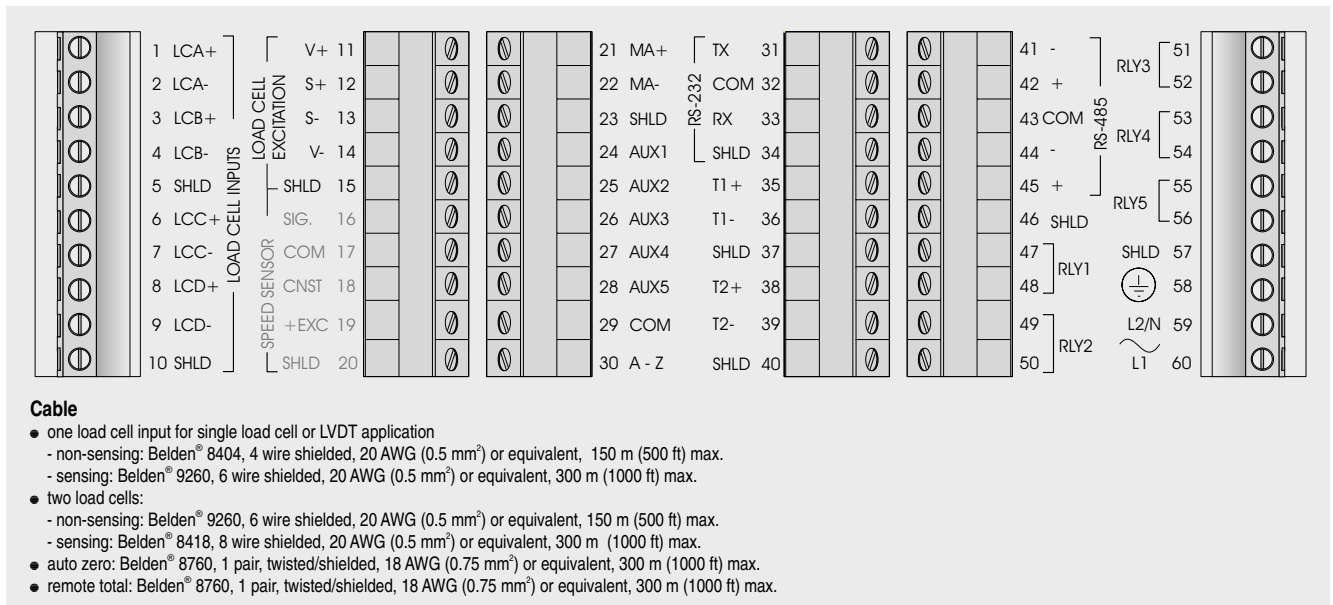 1 LCA+ V+ 11 21 MA+ TX 31 41 - 51
2 LCA- S+ 12 22 MA- COM 32 42 + RLY3 52
3 LCB+ S- 13 23 SHLD RX 33 43 COM 53
4 LCB- V- 14 24 AUX1 SHLD 34 44 - RLY4 54
5 SHLD SHLD 15 25 AUX2 T1+ 35 45 + 55
6 LCC+ SIG. 16 26 AUX3 T1- 36 46 SHLD RLY5 56
7 LCC- COM 17 27 AUX4 SHLD 37 47 SHLD 57
8 LCD+ CNST 18 28 AUX5 T2+ 38 48 RLY1 58
9 LCD- +EXC 19 29 COM T2- 39 49 L2/N 59
10 SHLD SHLD 20 30 A - Z SHLD 40 50 RLY2 L1 60
LOAD CELL INPUTS
LOAD CELL
EXCITATION
SPEED SENSOR
RS-232
RS-485
Cable
● one load cell input for single load cell or LVDT application
- non-sensing: Belden® 8404, 4 wire shielded, 20 AWG (0.5 mm²) or equivalent, 150 m (500 ft) max.
- sensing: Belden® 9260, 6 wire shielded, 20 AWG (0.5 mm²) or equivalent, 300 m (1000 ft) max.
● two load cells:
- non-sensing: Belden® 9260, 6 wire shielded, 20 AWG (0.5 mm²) or equivalent, 150 m (500 ft) max.
- sensing: Belden® 8418, 8 wire shielded, 20 AWG (0.5 mm²) or equivalent, 300 m (1000 ft) max.
● auto zero: Belden® 8760, 1 pair, twisted/shielded, 18 AWG (0.75 mm²) or equivalent, 300 m (1000 ft) max.
● remote total: Belden® 8760, 1 pair, twisted/shielded, 18 AWG (0.75 mm²) or equivalent, 300 m (1000 ft) max.